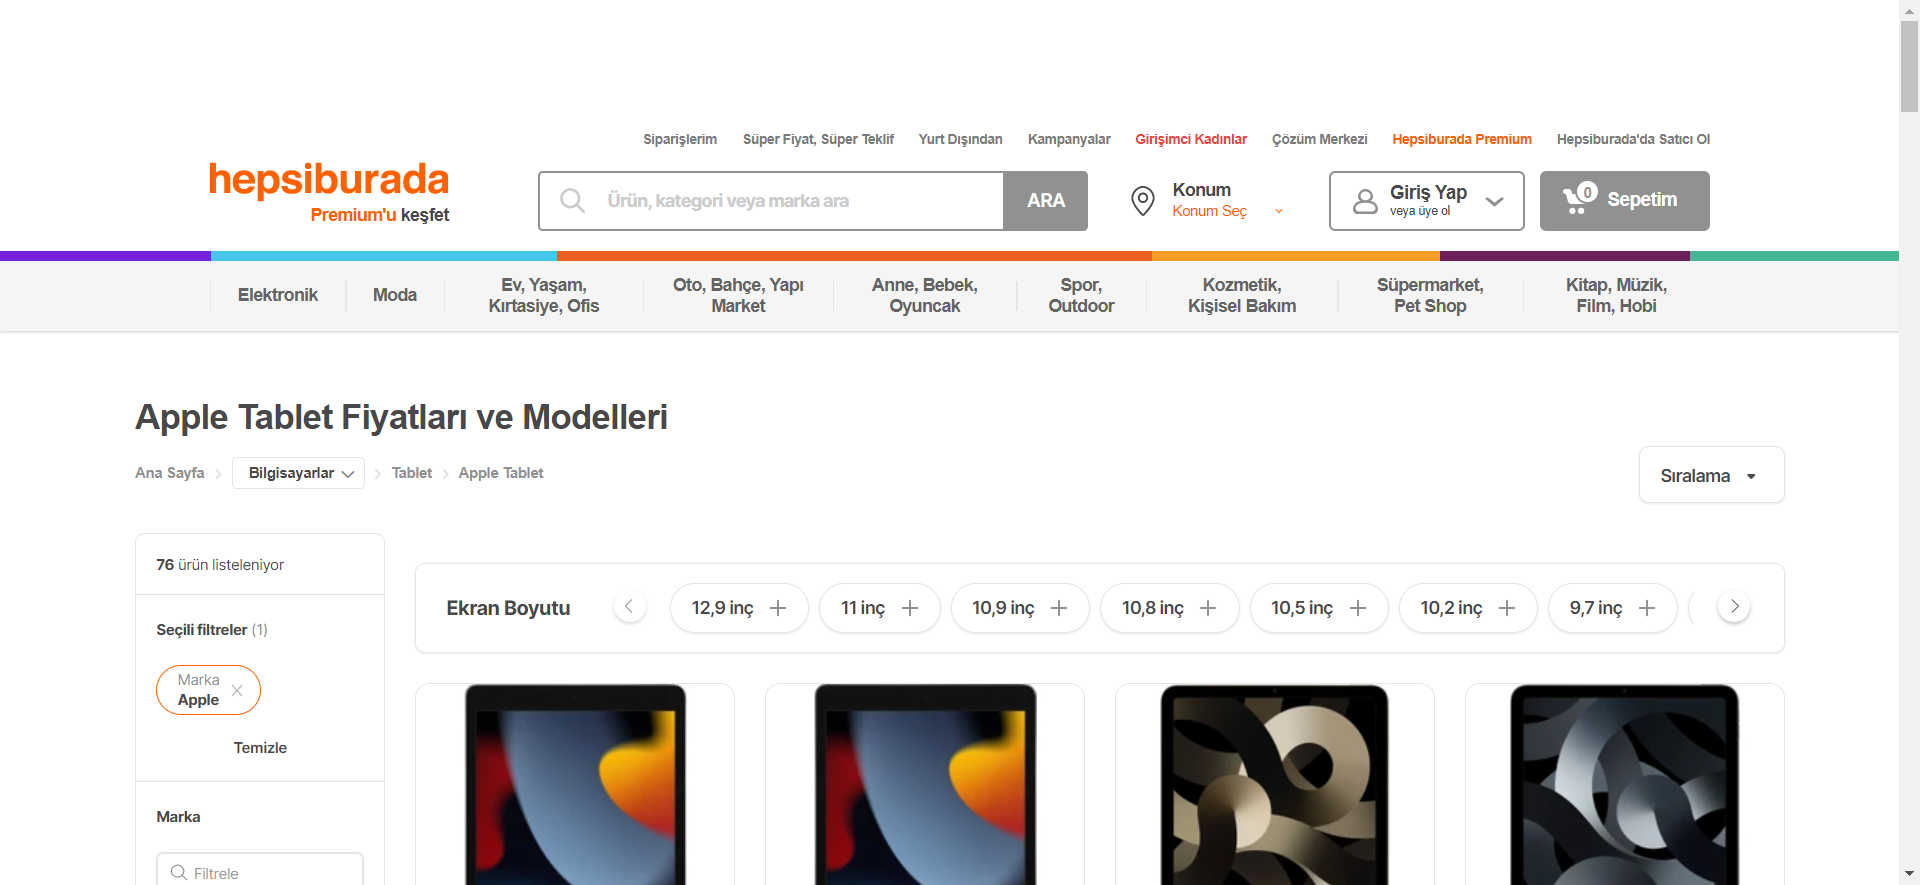 Siparişlerim Süper Fiyat, Süper Teklif Yurt Dışından Kampanyalar Girişimci Kadınlar Çözüm Merkezi Hepsiburada Premium Hepsiburada'da Satıcı Ol
hepsiburada
Premium'u keşfet
Ürün, kategori veya marka ara
ARA
Konum
Konum Seç
Giriş Yap
veya üye ol
0
Sepetim
Elektronik
Moda
Ev, Yaşam,
Kırtasiye, Ofis
Oto, Bahçe, Yapı
Market
Anne, Bebek,
Oyuncak
Spor,
Outdoor
Kozmetik,
Kişisel Bakım
Süpermarket,
Pet Shop
Kitap, Müzik,
Film, Hobi
Apple Tablet Fiyatları ve Modelleri
Ana Sayfa Bilgisayarlar Tablet Apple Tablet
Sıralama
76 ürün listeleniyor
Seçili filtreler (1)
Marka
Apple
Temizle
Marka
Filtrele
Ekran Boyutu 12,9 inç 11 inç 10,9 inç 10,8 inç 10,5 inç 10,2 inç 9,7 inç